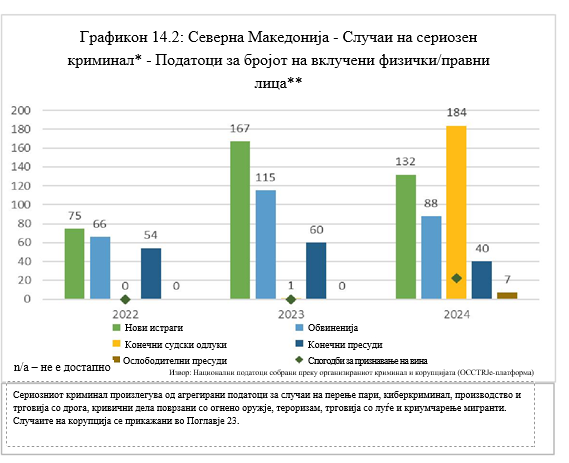 Графикон 14.2: Северна Македонија - Случаи на сериозен
криминал* - Податоци за бројот на вклучени физички/правни
лица**
200
180
160
140
120
100
80
60
40
20
0
75
66
0
54
0
167
115
1
60
0
132
88
184
40
7
2022
2023
2024
Нови истраги
Обвиненија
Конечни судски одлуки
Конечни пресуди
Ослободителни пресуди
Спогодби за признавање на вина
n/a – не е достапно
Извор: Национални податоци собрани преку организираниот криминал и корупцијата (OCCTRIe-платформа)
Сериозниот криминал произлегува од агрегирани податоци за случаи на перење пари, киберкриминал, производство и
трговија со дрога, кривични дела поврзани со огнено оружје, тероризам, трговија со луѓе и криумчарење мигранти.
Случаите на корупција се прикажани во Поглавје 23.